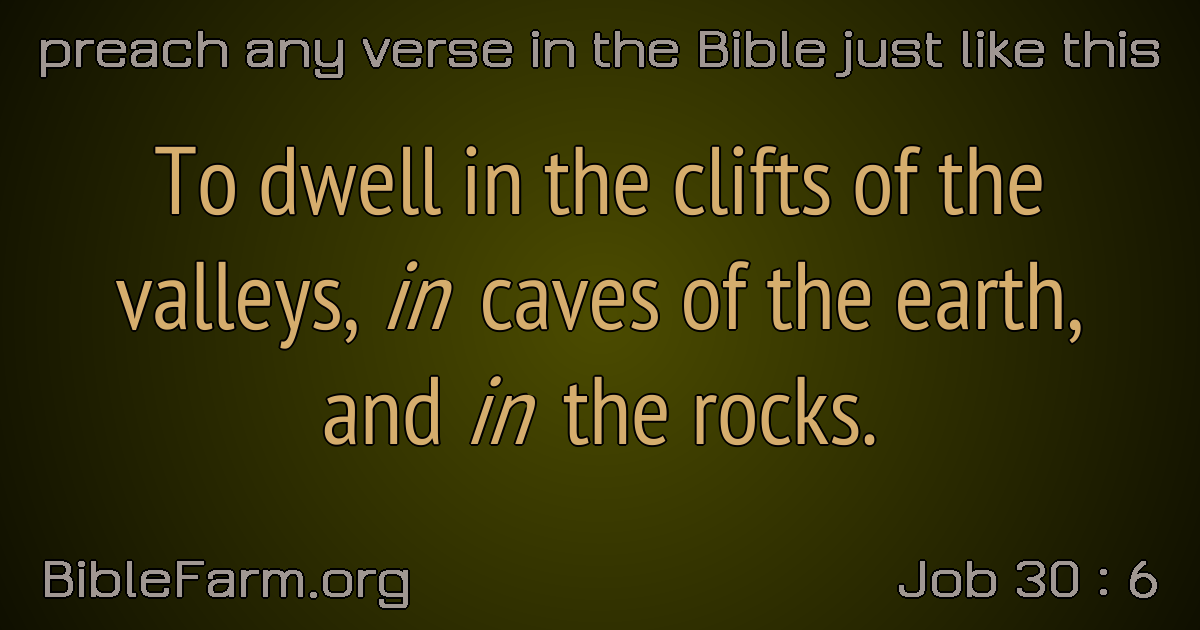 preach any verse in the Bible just like this
To dwell in the clifts of the
valleys, in caves of the earth,
and in the rocks.
BibleFarm.org
Job 30 : 6